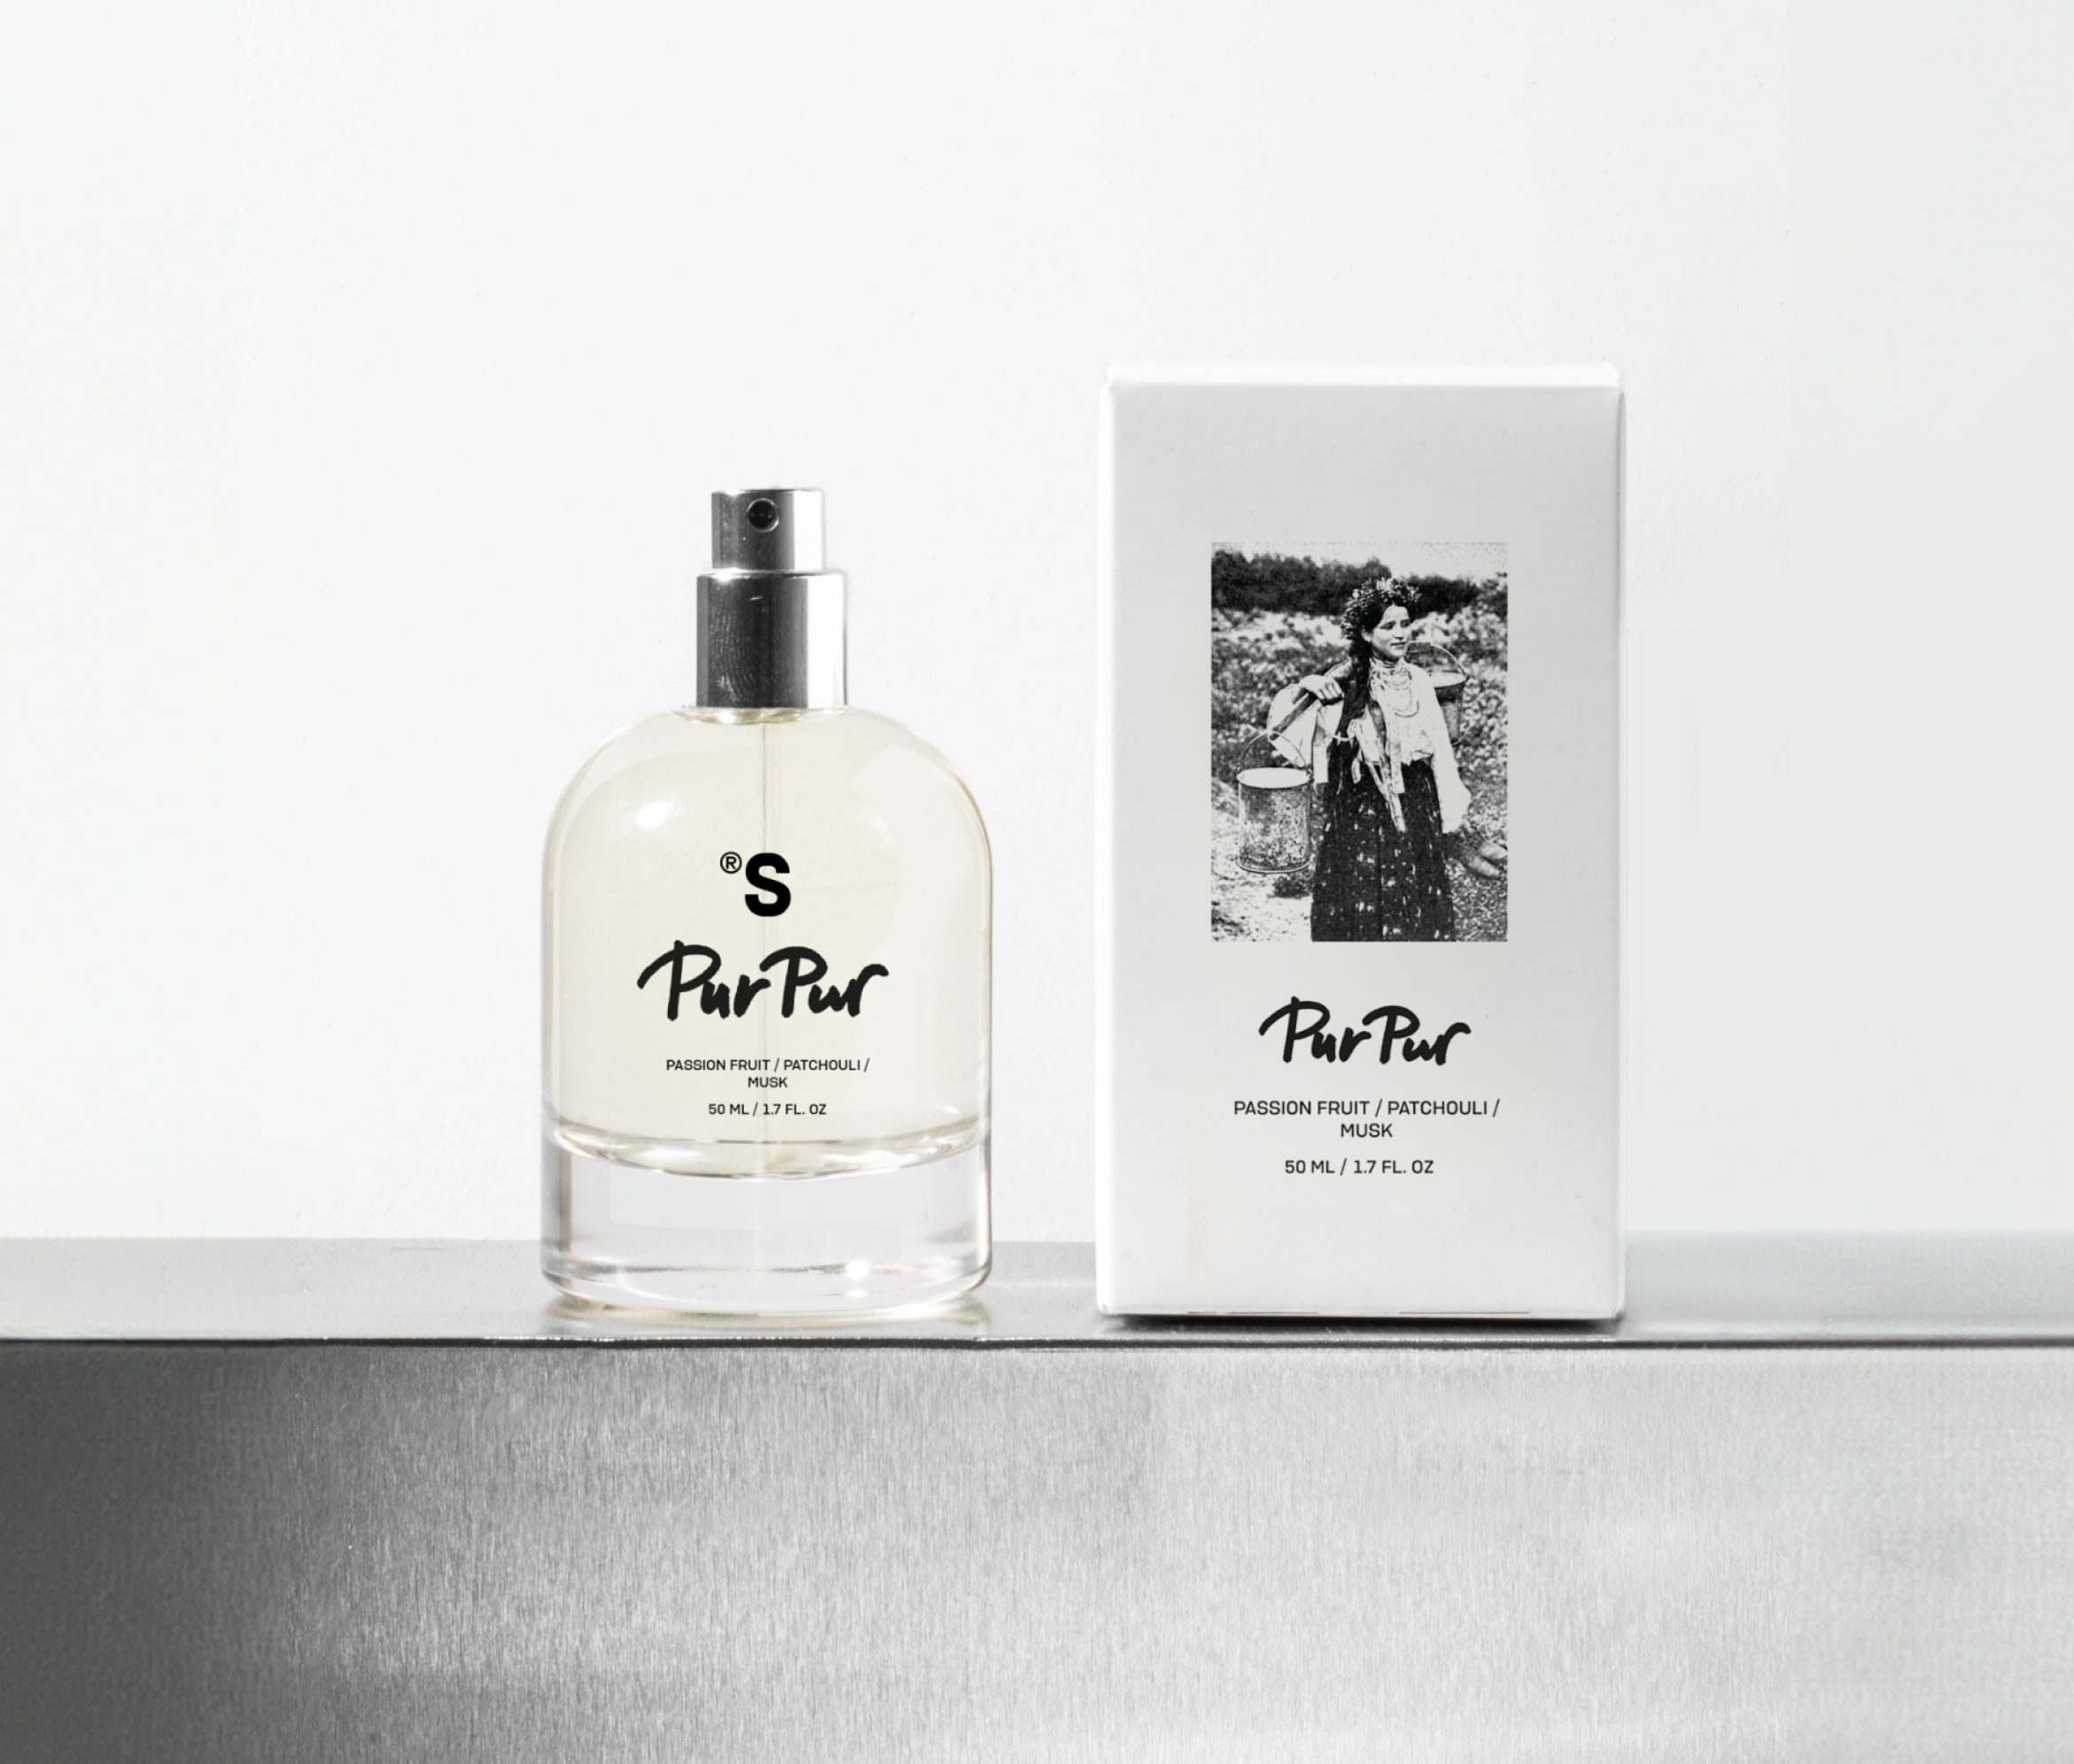 ®S
PurPur
PASSION FRUIT / PATCHOULI /
MUSK
50 ML / 1.7 FL. OZ
PurPur
PASSION FRUIT / PATCHOULI /
MUSK
50 ML / 1.7 FL. OZ